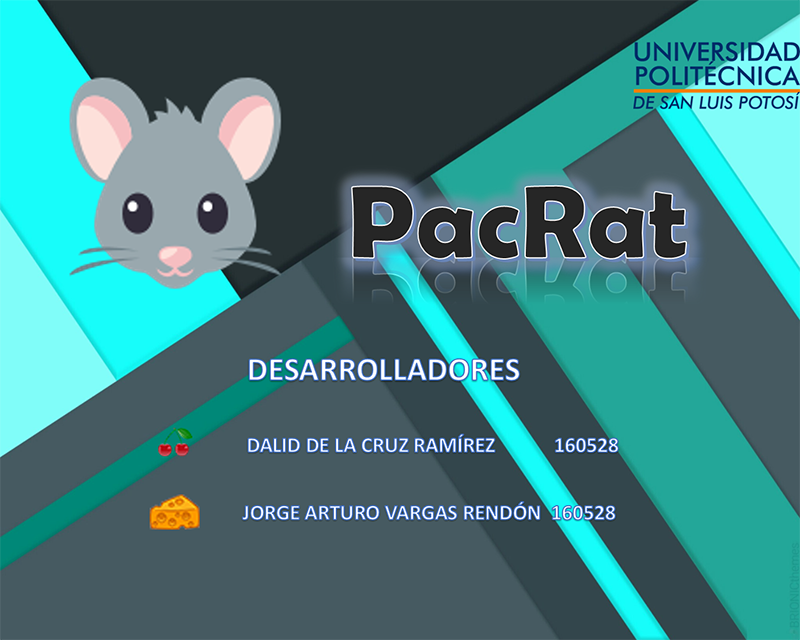 UNIVERSIDAD
POLITÉCNICA
DE SAN LUIS POTOSÍ
PacRat
DESARROLLADORES
DALID DE LA CRUZ RAMÍREZ 160528
JORGE ARTURO VARGAS RENDÓN 160528